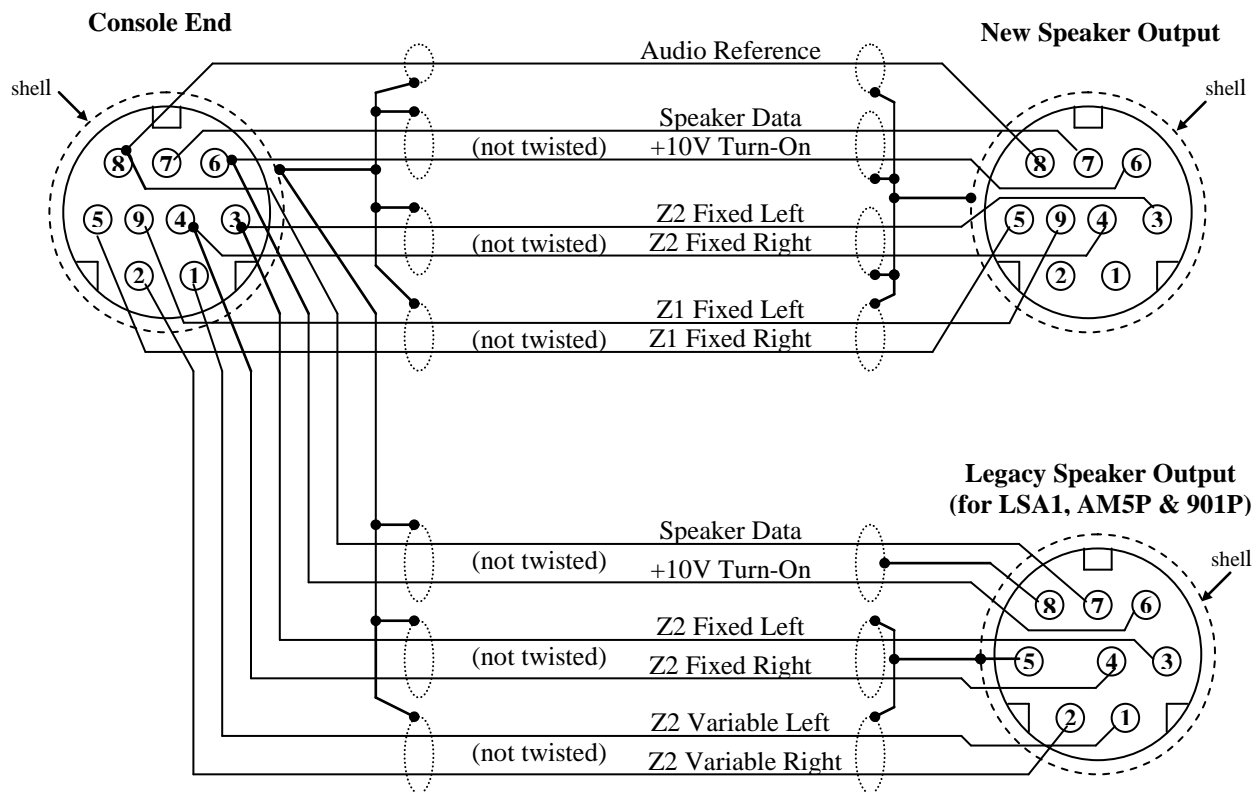 Console End
New Speaker Output
Audio Reference
shell
shell
Speaker Data
(not twisted) +10V Turn-On
8 7 6
8 7 6
Z2 Fixed Left
5 9 4 3
5 9 4 3
(not twisted) Z2 Fixed Right
2 1
2 1
Z1 Fixed Left
(not twisted) Z1 Fixed Right
Legacy Speaker Output
(for LSA1, AM5P & 901P)
Speaker Data
shell
(not twisted) +10V Turn-On
8 7 6
Z2 Fixed Left
(not twisted) Z2 Fixed Right
5 4 3
Z2 Variable Left
2 1
(not twisted) Z2 Variable Right